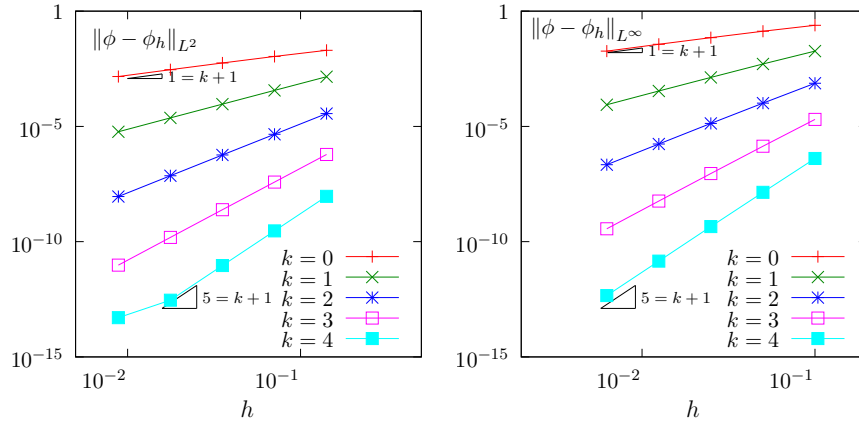 1
‖ϕ − ϕ_h‖_{L²}
1 = k + 1
10^{−5}
10^{−10}
k = 0
k = 1
k = 2
5 = k + 1
k = 3
k = 4
10^{−15}
10^{−2}
10^{−1}
h
1
‖ϕ − ϕ_h‖_{L^∞}
1 = k + 1
10^{−5}
10^{−10}
k = 0
k = 1
k = 2
5 = k + 1
k = 3
k = 4
10^{−15}
10^{−2}
10^{−1}
h